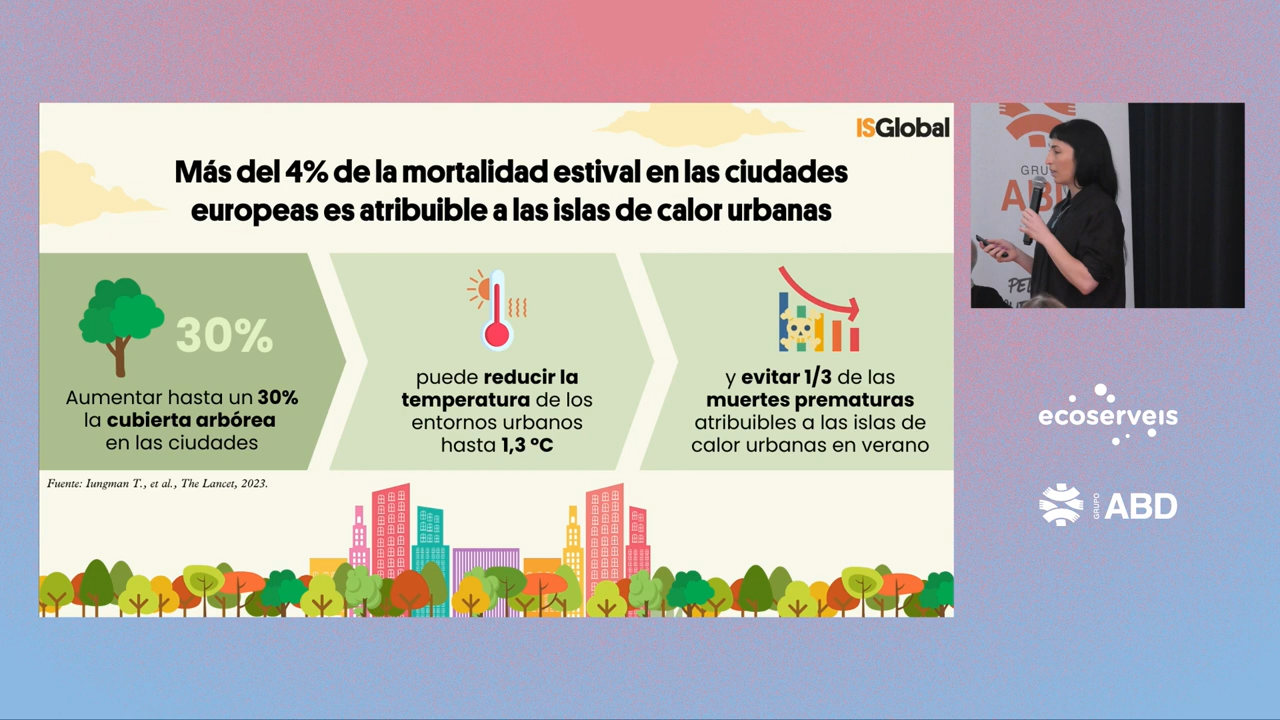 ISGlobal
Más del 4% de la mortalidad estival en las ciudades
europeas es atribuible a las islas de calor urbanas
30%
Aumentar hasta un 30%
la cubierta arbórea
en las ciudades
puede reducir la
temperatura de los
entornos urbanos
hasta 1,3 ºC
y evitar 1/3 de las
muertes prematuras
atribuibles a las islas de
calor urbanas en verano
Fuente: Iungman T., et al., The Lancet, 2023.
ecoserveis
GRUPO ABD